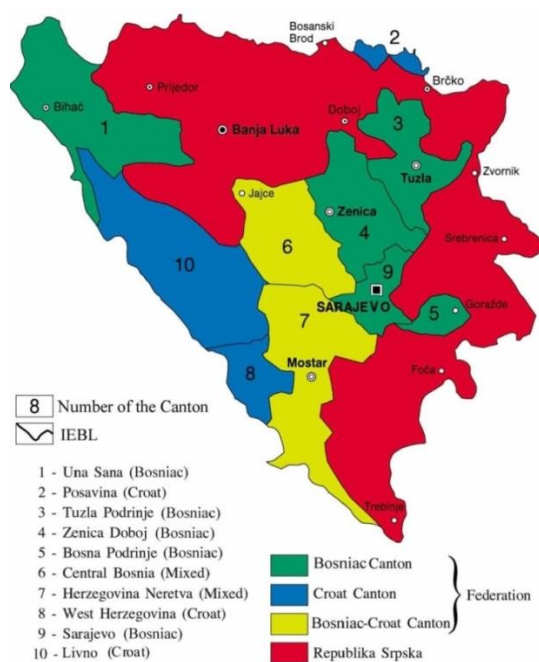 Bosanski
Brod
2
Prijedor
Brčko
Bihać
1
Banja Luka
Doboj
3
Tuzla
Zvornik
Jajce
Zenica
4
6
Srebrenica
10
9
SARAJEVO
7
5
Goražde
Mostar
8
Foča
Trebinje
8 Number of the Canton
IEBL
1 - Una Sana (Bosniac)
2 - Posavina (Croat)
3 - Tuzla Podrinje (Bosniac)
4 - Zenica Doboj (Bosniac)
5 - Bosna Podrinje (Bosniac)
6 - Central Bosnia (Mixed)
7 - Herzegovina Neretva (Mixed)
8 - West Herzegovina (Croat)
9 - Sarajevo (Bosniac)
10 - Livno (Croat)
Bosniac Canton
Croat Canton
Bosniac-Croat Canton
Federation
Republika Srpska